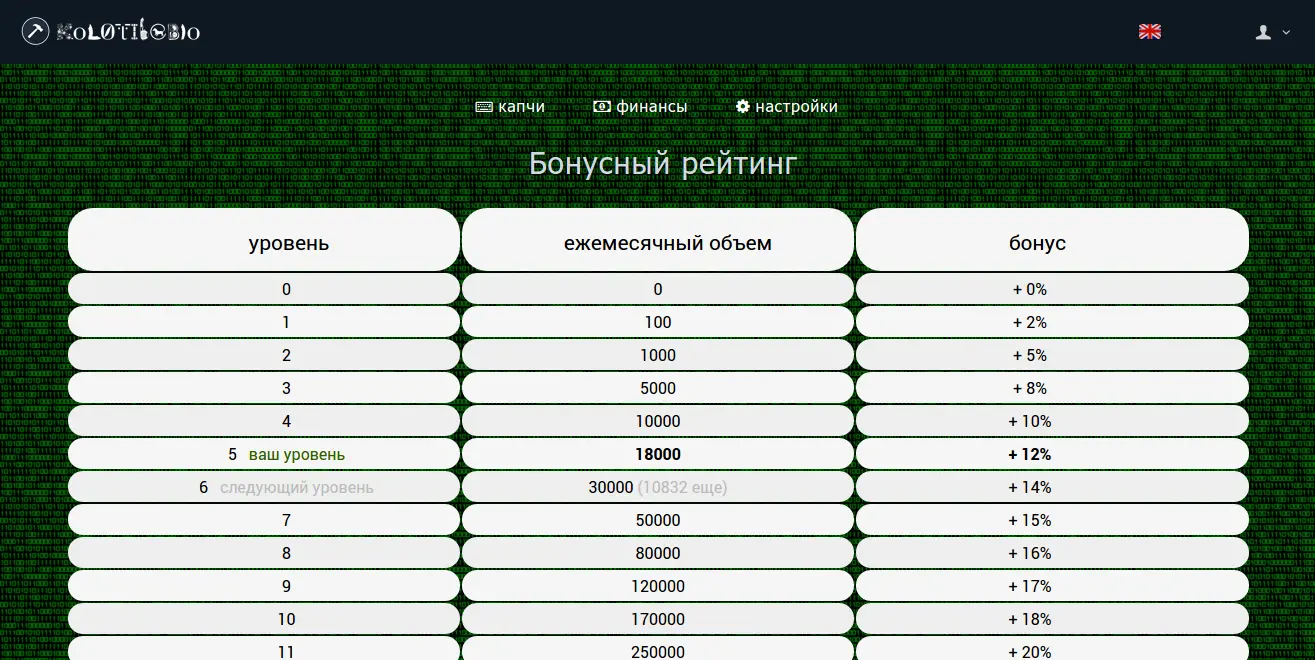 KOLOTIBABLO
капчи финансы настройки
Бонусный рейтинг
уровень ежемесячный объем бонус
0 0 + 0%
1 100 + 2%
2 1000 + 5%
3 5000 + 8%
4 10000 + 10%
5 ваш уровень 18000 + 12%
6 следующий уровень 30000 (10832 еще) + 14%
7 50000 + 15%
8 80000 + 16%
9 120000 + 17%
10 170000 + 18%
11 250000 + 20%